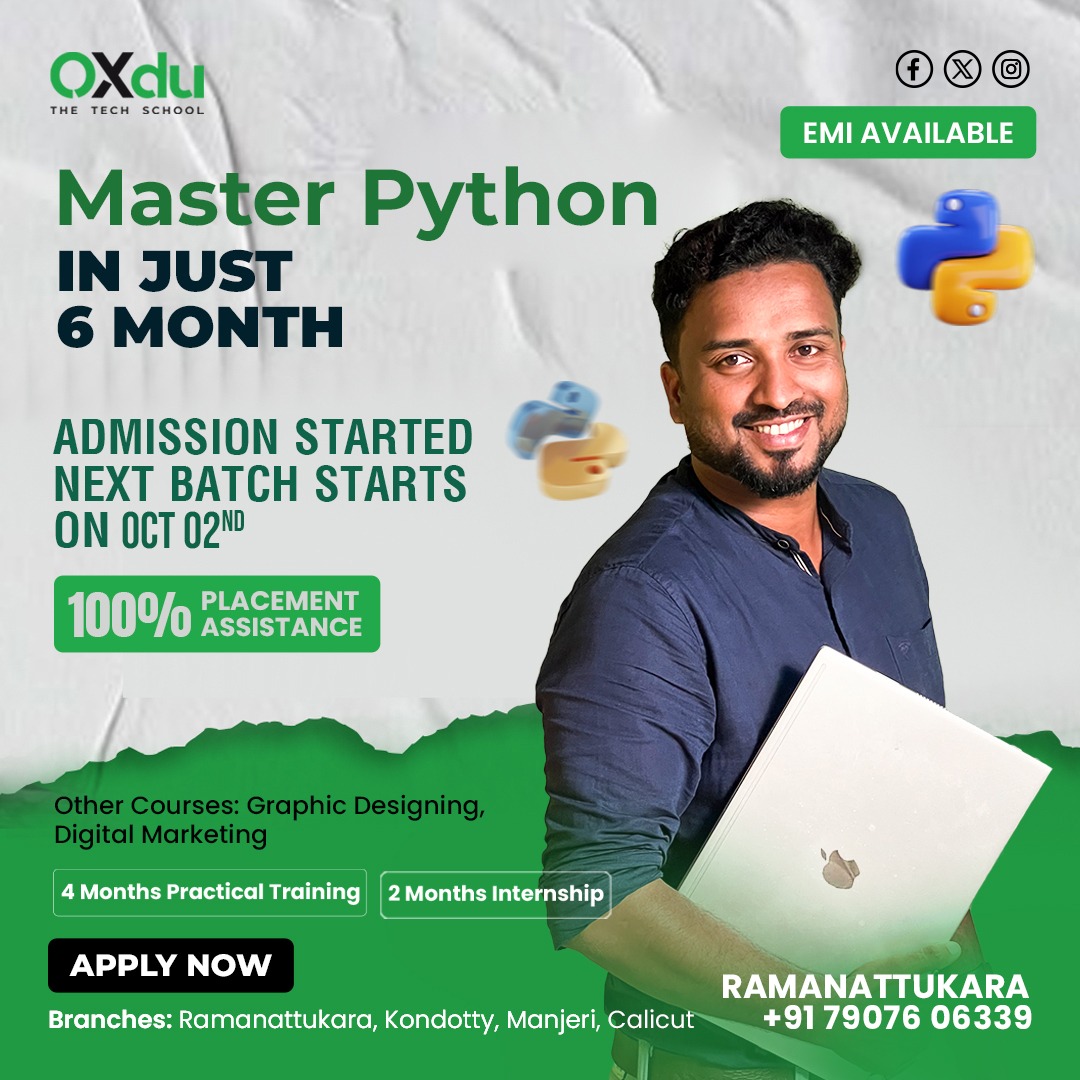 OXdu
THE TECH SCHOOL
EMI AVAILABLE
Master Python
IN JUST
6 MONTH
ADMISSION STARTED
NEXT BATCH STARTS
ON OCT 02ND
100% PLACEMENT
ASSISTANCE
Other Courses: Graphic Designing,
Digital Marketing
4 Months Practical Training
2 Months Internship
APPLY NOW
Branches: Ramanattukara, Kondotty, Manjeri, Calicut
RAMANATTUKARA
+91 79076 06339